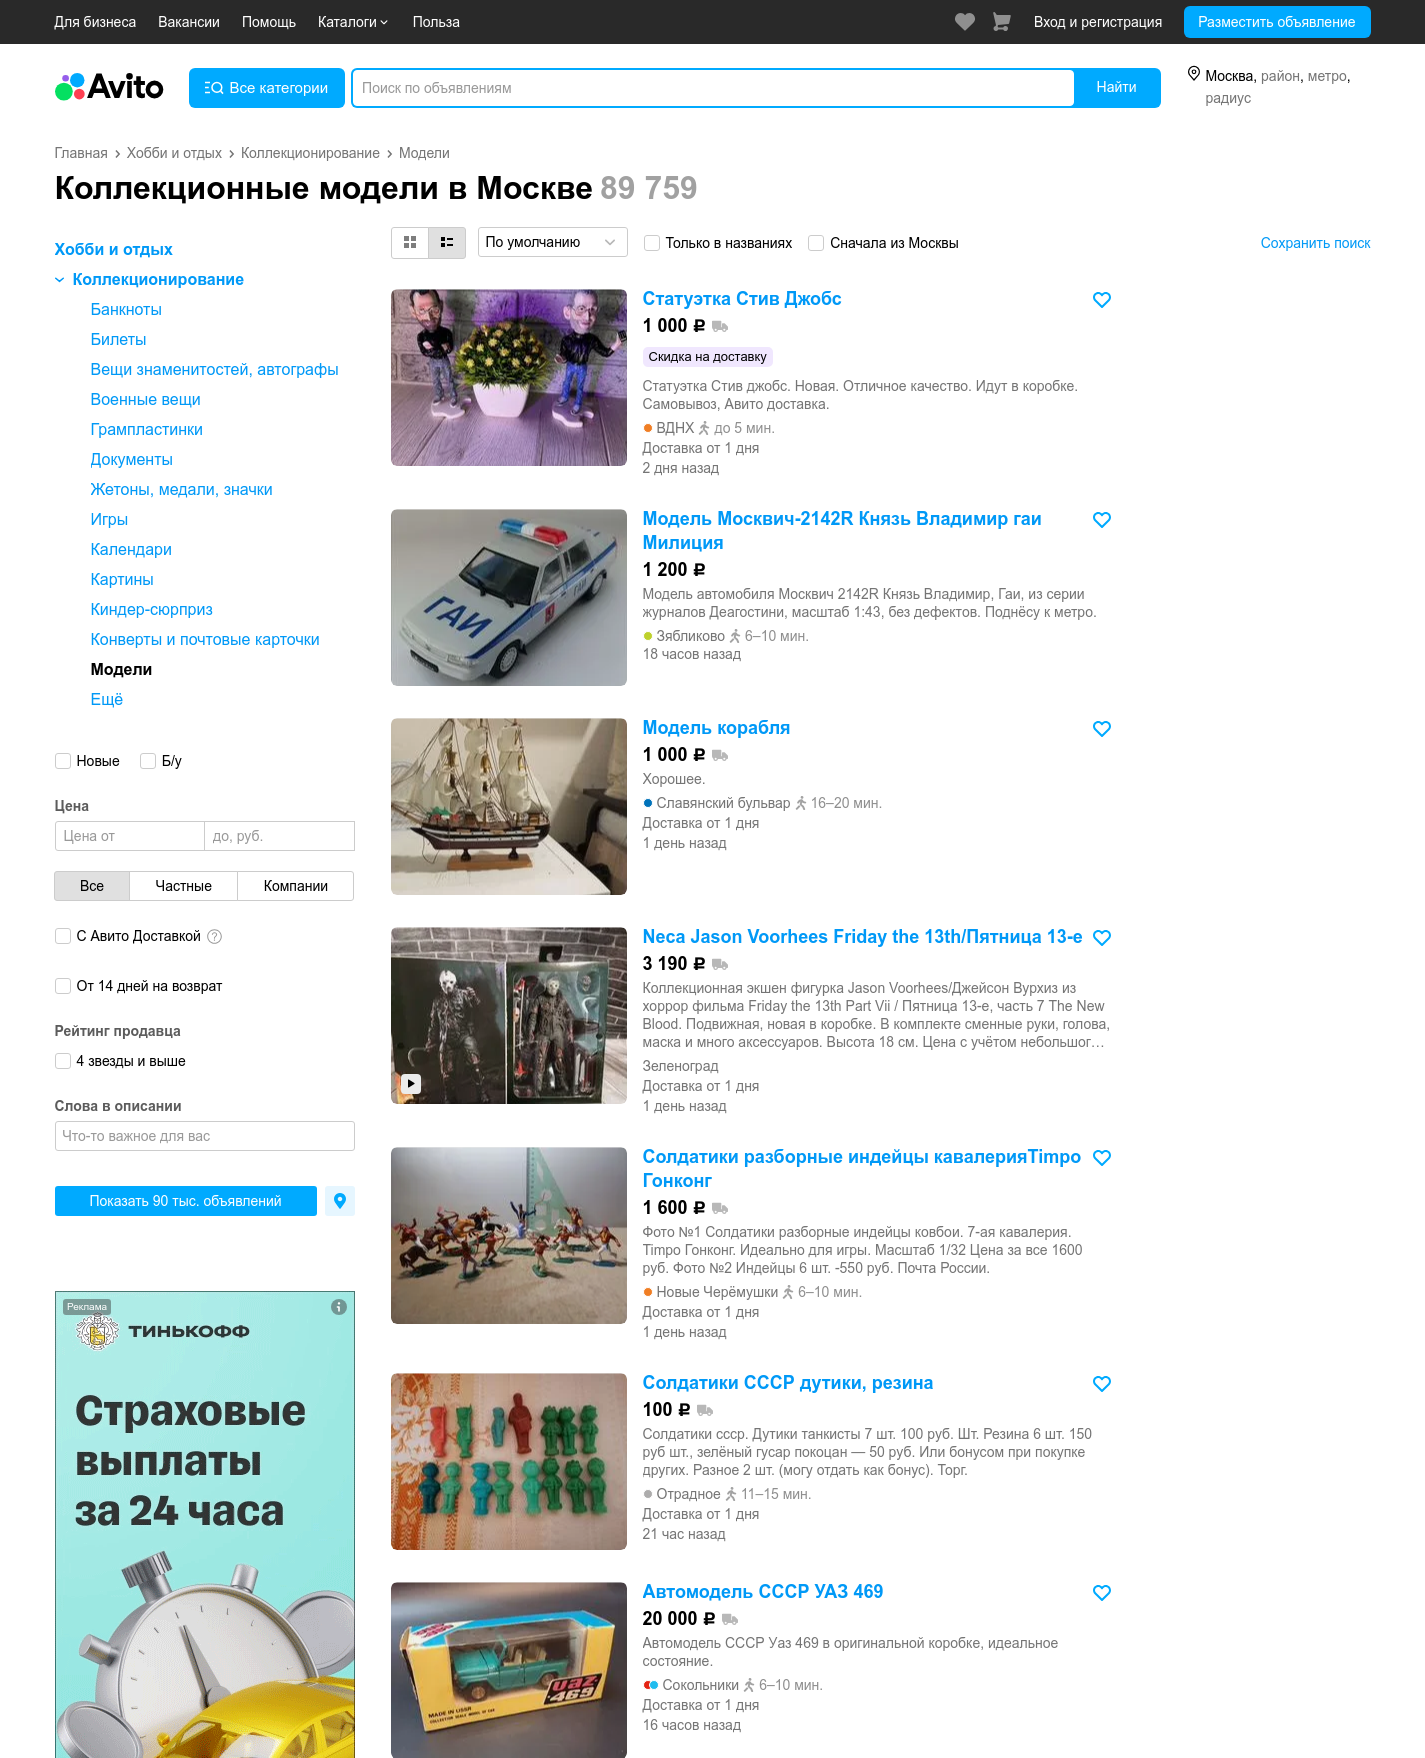 Для бизнеса Вакансии Помощь Каталоги Польза Вход и регистрация Разместить объявление
Avito Все категории Поиск по объявлениям Найти Москва, район, метро,
радиус
Главная › Хобби и отдых › Коллекционирование › Модели
Коллекционные модели в Москве 89 759
По умолчанию Только в названиях Сначала из Москвы Сохранить поиск
Хобби и отдых
Коллекционирование
Банкноты
Билеты
Вещи знаменитостей, автографы
Военные вещи
Грампластинки
Документы
Жетоны, медали, значки
Игры
Календари
Картины
Киндер-сюрприз
Конверты и почтовые карточки
Модели
Ещё
Новые Б/у
Цена
Цена от до, руб.
Все Частные Компании
С Авито Доставкой ?
От 14 дней на возврат
Рейтинг продавца
4 звезды и выше
Слова в описании
Что-то важное для вас
Показать 90 тыс. объявлений
Реклама
ТИНЬКОФФ
Страховые
выплаты
за 24 часа
Статуэтка Стив Джобс
1 000 ₽
Скидка на доставку
Статуэтка Стив джобс. Новая. Отличное качество. Идут в коробке.
Самовывоз, Авито доставка.
ВДНХ до 5 мин.
Доставка от 1 дня
2 дня назад
ГАИ
ГАИ
Модель Москвич-2142R Князь Владимир гаи
Милиция
1 200 ₽
Модель автомобиля Москвич 2142R Князь Владимир, Гаи, из серии
журналов Деагостини, масштаб 1:43, без дефектов. Поднёсу к метро.
Зябликово 6–10 мин.
18 часов назад
Модель корабля
1 000 ₽
Хорошее.
Славянский бульвар 16–20 мин.
Доставка от 1 дня
1 день назад
Neca Jason Voorhees Friday the 13th/Пятница 13-е
3 190 ₽
Коллекционная экшен фигурка Jason Voorhees/Джейсон Вурхиз из
хоррор фильма Friday the 13th Part Vii / Пятница 13-е, часть 7 The New
Blood. Подвижная, новая в коробке. В комплекте сменные руки, голова,
маска и много аксессуаров. Высота 18 см. Цена с учётом небольшог…
Зеленоград
Доставка от 1 дня
1 день назад
Солдатики разборные индейцы кавалерияTimpo
Гонконг
1 600 ₽
Фото №1 Солдатики разборные индейцы ковбои. 7-ая кавалерия.
Timpo Гонконг. Идеально для игры. Масштаб 1/32 Цена за все 1600
руб. Фото №2 Индейцы 6 шт. -550 руб. Почта России.
Новые Черёмушки 6–10 мин.
Доставка от 1 дня
1 день назад
Солдатики СССР дутики, резина
100 ₽
Солдатики ссср. Дутики танкисты 7 шт. 100 руб. Шт. Резина 6 шт. 150
руб шт., зелёный гусар покоцан — 50 руб. Или бонусом при покупке
других. Разное 2 шт. (могу отдать как бонус). Торг.
Отрадное 11–15 мин.
Доставка от 1 дня
21 час назад
uaz
469
MADE IN USSR
Автомодель СССР УАЗ 469
20 000 ₽
Автомодель СССР Уаз 469 в оригинальной коробке, идеальное
состояние.
Сокольники 6–10 мин.
Доставка от 1 дня
16 часов назад